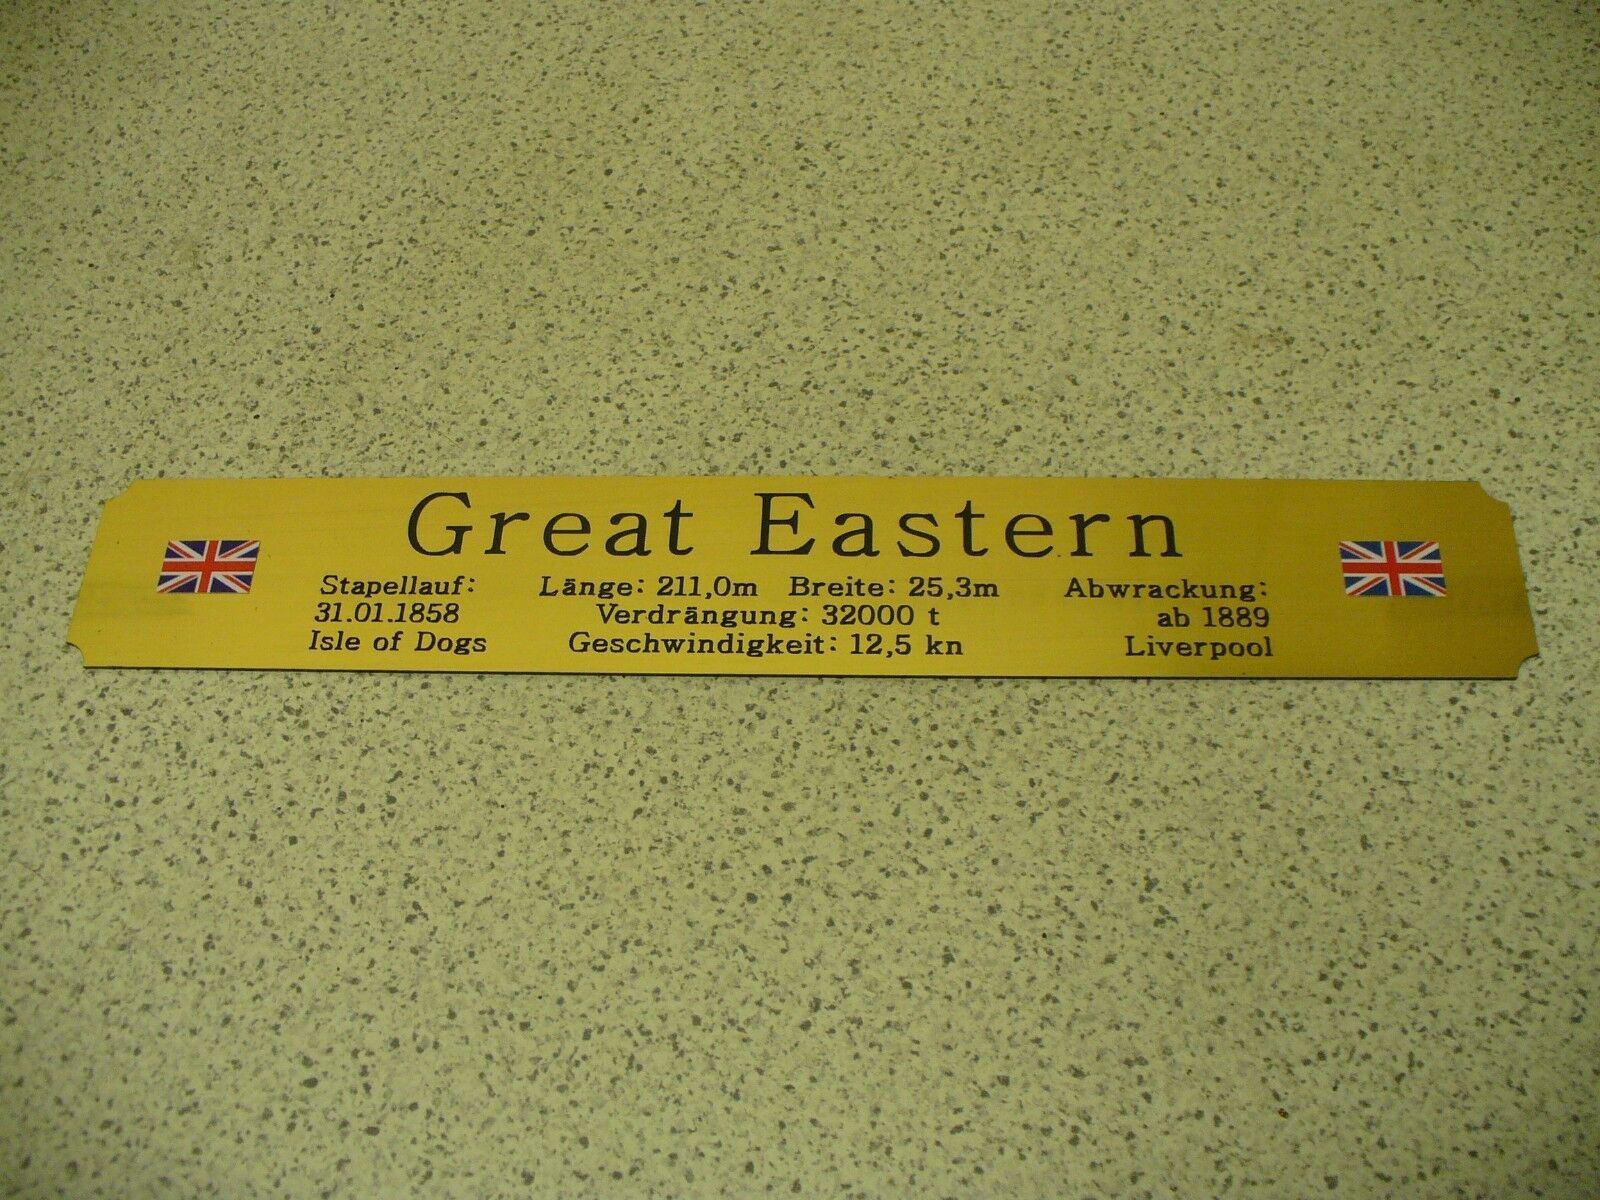 Great Eastern
Stapellauf: Länge: 211,0m Breite: 25,3m Abwrackung:
31.01.1858 Verdrängung: 32000 t ab 1889
Isle of Dogs Geschwindigkeit: 12,5 kn Liverpool